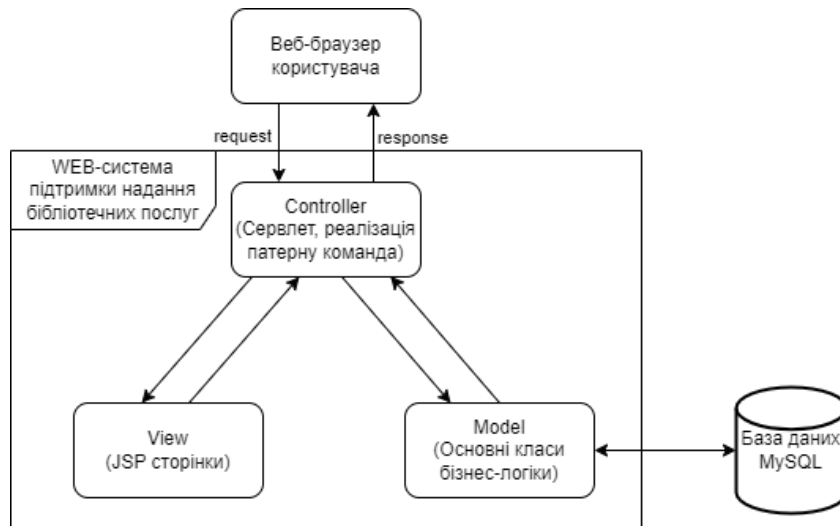 Веб-браузер
користувача
request
response
WEB-система
підтримки надання
бібліотечних послуг
Controller
(Сервлет, реалізація
патерну команда)
View
(JSP сторінки)
Model
(Основні класи
бізнес-логіки)
База даних
MySQL